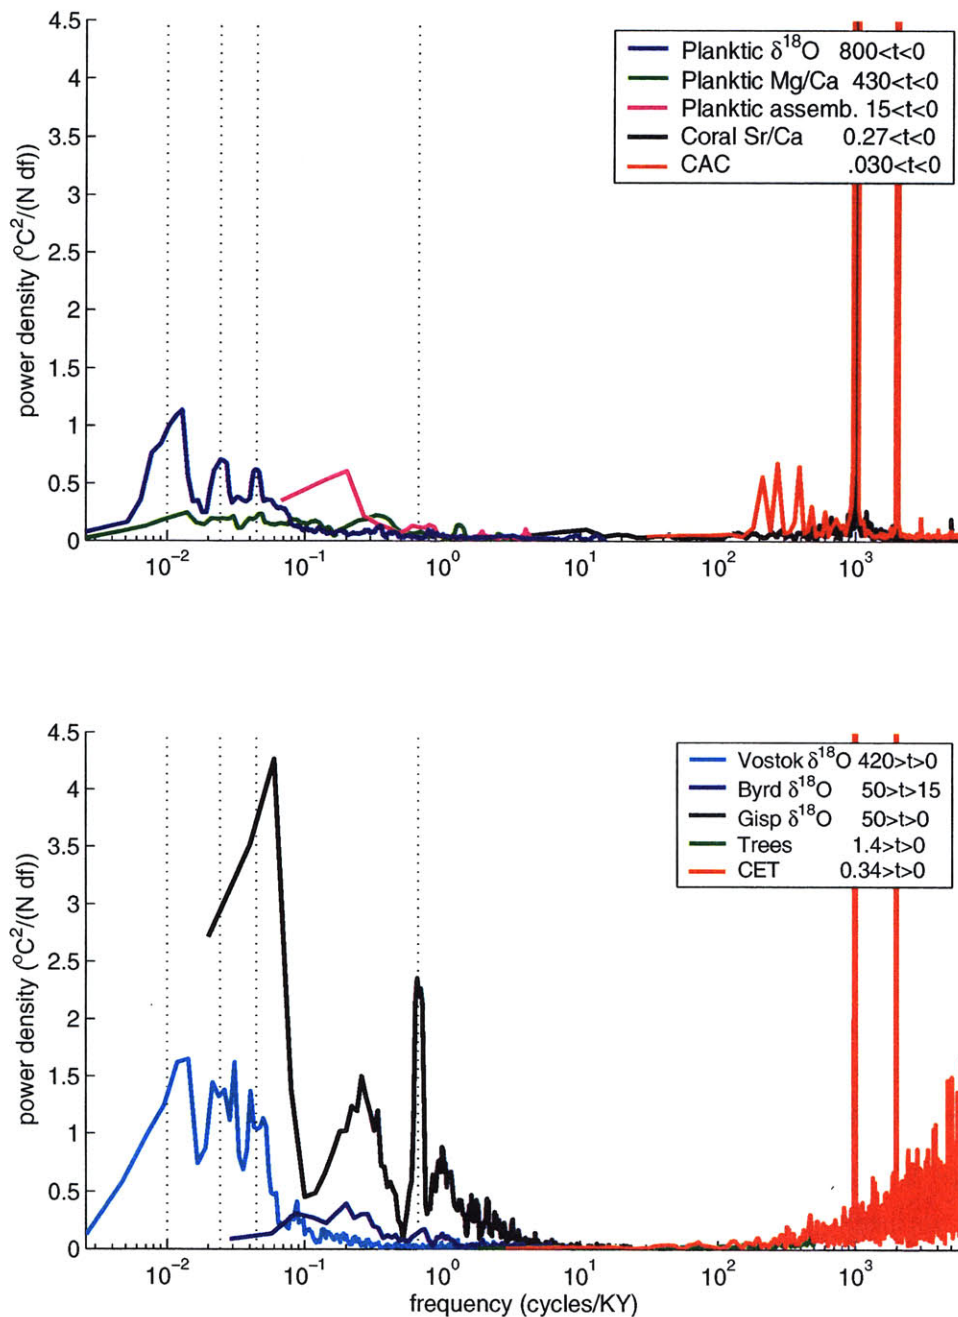 4.5
4
3.5
3
2.5
2
1.5
1
0.5
0
power density (°C²/(N df))
Planktic δ¹⁸O 800<t<0
Planktic Mg/Ca 430<t<0
Planktic assemb. 15<t<0
Coral Sr/Ca 0.27<t<0
CAC .030<t<0
10⁻² 10⁻¹ 10⁰ 10¹ 10² 10³
4.5
4
3.5
3
2.5
2
1.5
1
0.5
0
power density (°C²/(N df))
Vostok δ¹⁸O 420>t>0
Byrd δ¹⁸O 50>t>15
Gisp δ¹⁸O 50>t>0
Trees 1.4>t>0
CET 0.34>t>0
10⁻² 10⁻¹ 10⁰ 10¹ 10² 10³
frequency (cycles/KY)